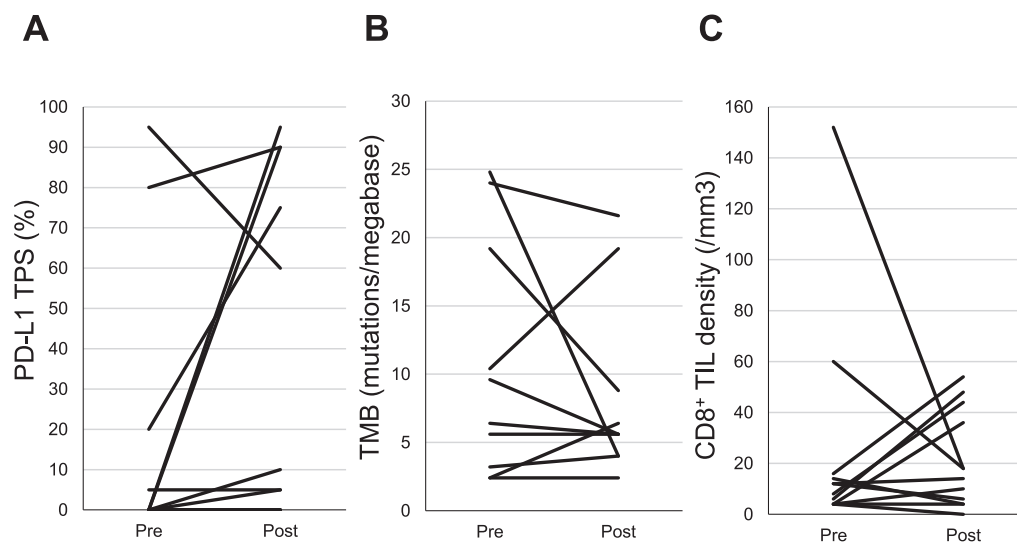 A
B
C
PD-L1 TPS (%)
100
90
80
70
60
50
40
30
20
10
0
Pre
Post
TMB (mutations/megabase)
30
25
20
15
10
5
0
Pre
Post
CD8⁺ TIL density (/mm3)
160
140
120
100
80
60
40
20
0
Pre
Post